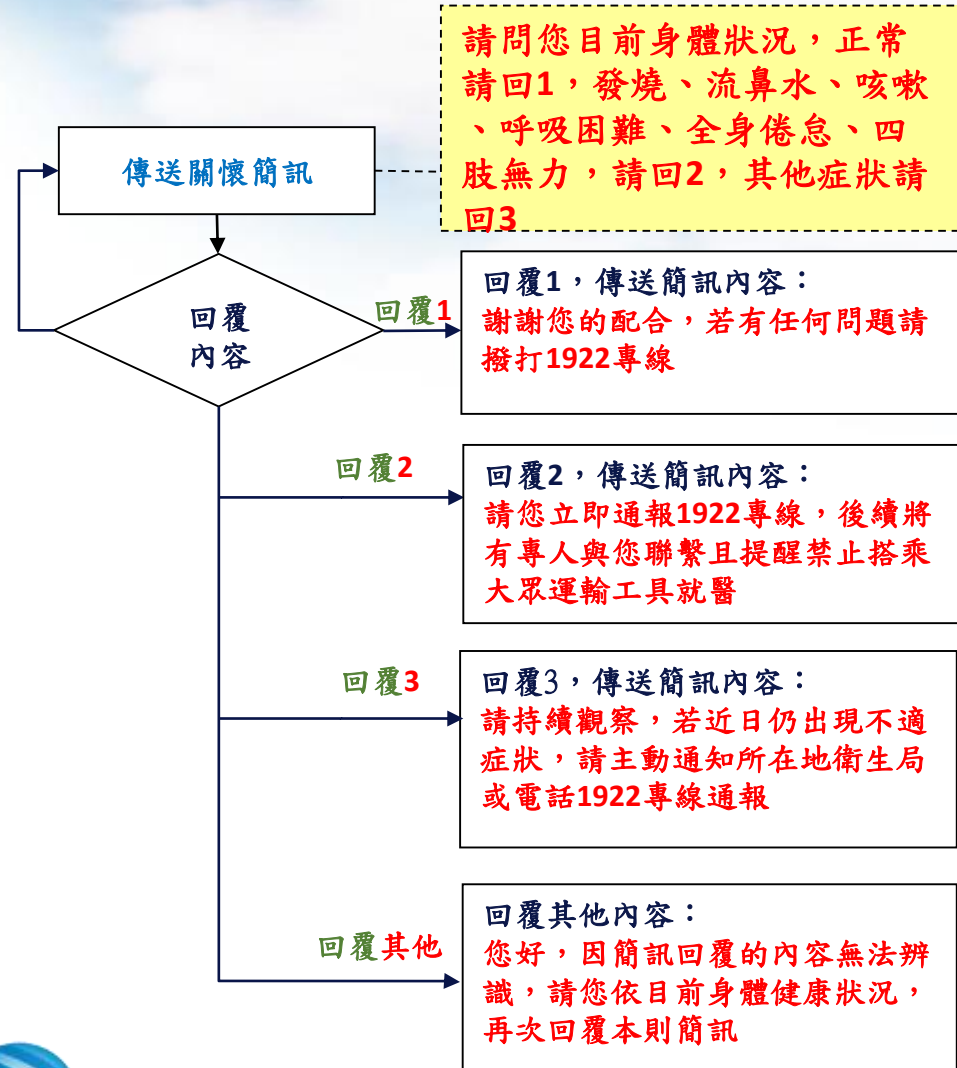 請問您目前身體狀況，正常
請回1，發燒、流鼻水、咳嗽
、呼吸困難、全身倦怠、四
肢無力，請回2，其他症狀請
回3
傳送關懷簡訊
回覆
內容
回覆1
回覆1，傳送簡訊內容：
謝謝您的配合，若有任何問題請
撥打1922專線
回覆2
回覆2，傳送簡訊內容：
請您立即通報1922專線，後續將
有專人與您聯繫且提醒禁止搭乘
大眾運輸工具就醫
回覆3
回覆3，傳送簡訊內容：
請持續觀察，若近日仍出現不適
症狀，請主動通知所在地衛生局
或電話1922專線通報
回覆其他
回覆其他內容：
您好，因簡訊回覆的內容無法辨
識，請您依目前身體健康狀況，
再次回覆本則簡訊